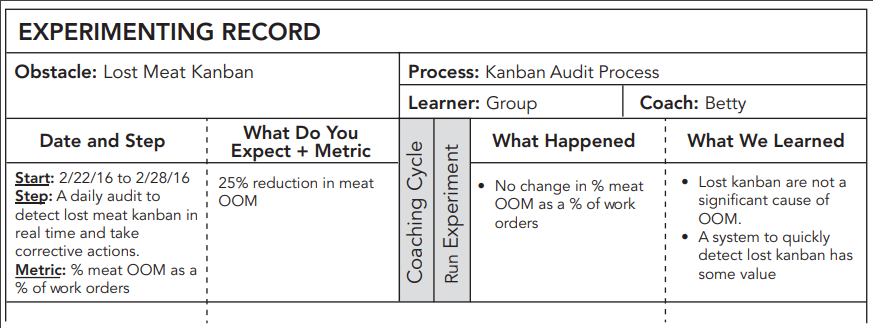 EXPERIMENTING RECORD
Obstacle: Lost Meat Kanban
Process: Kanban Audit Process
Learner: Group
Coach: Betty
Date and Step
What Do You
Expect + Metric
Coaching Cycle
Run Experiment
What Happened
What We Learned
Start: 2/22/16 to 2/28/16
Step: A daily audit to
detect lost meat kanban in
real time and take
corrective actions.
Metric: % meat OOM as a
% of work orders
25% reduction in meat
OOM
• No change in % meat
OOM as a % of work
orders
• Lost kanban are not a
significant cause of
OOM.
• A system to quickly
detect lost kanban has
some value